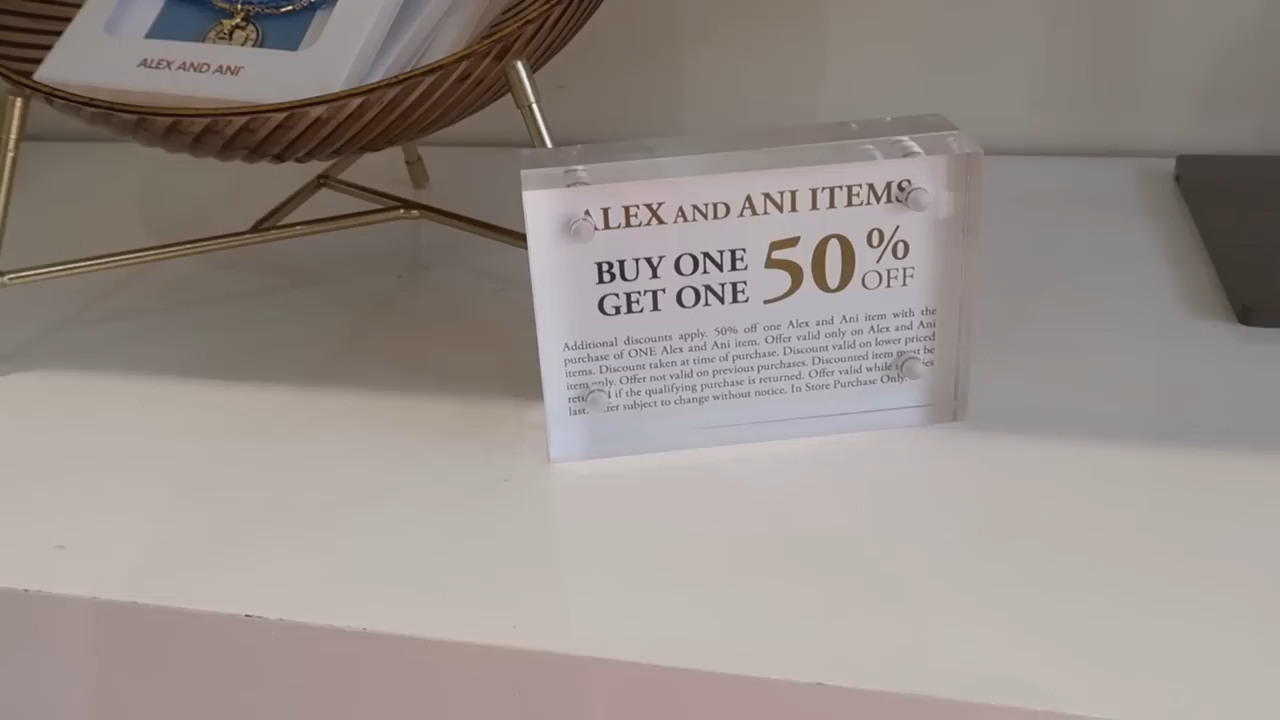 ALEX AND ANI
ALEX AND ANI ITEMS
BUY ONE
GET ONE
50%
OFF
Additional discounts apply. 50% off one Alex and Ani item with the
purchase of ONE Alex and Ani item. Offer valid only on Alex and Ani
items. Discount taken at time of purchase. Discount valid on lower priced
item only. Offer not valid on previous purchases. Discounted item must be
if the qualifying purchase is returned. Offer valid while
last. subject to change without notice. In Store Purchase Only.